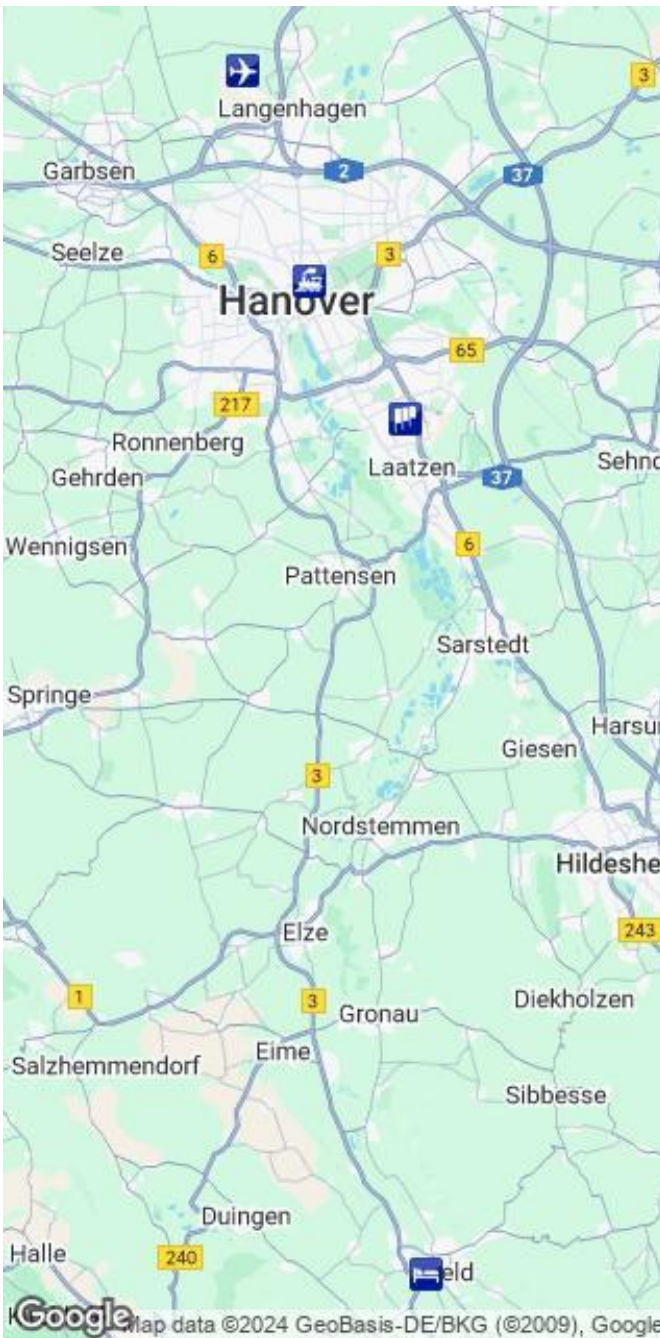 3
Langenhagen
Garbsen
2
37
Seelze
6
3
Hanover
65
217
Ronnenberg
Laatzen
Gehrden
37
Wennigsen
6
Pattensen
Sarstedt
Springe
Giesen
3
Nordstemmen
243
Elze
1
3
Gronau
Diekholzen
Eime
Salzhemmendorf
Sibbesse
Duingen
Halle
240
Google
Map data ©2024 GeoBasis-DE/BKG (©2009), Google